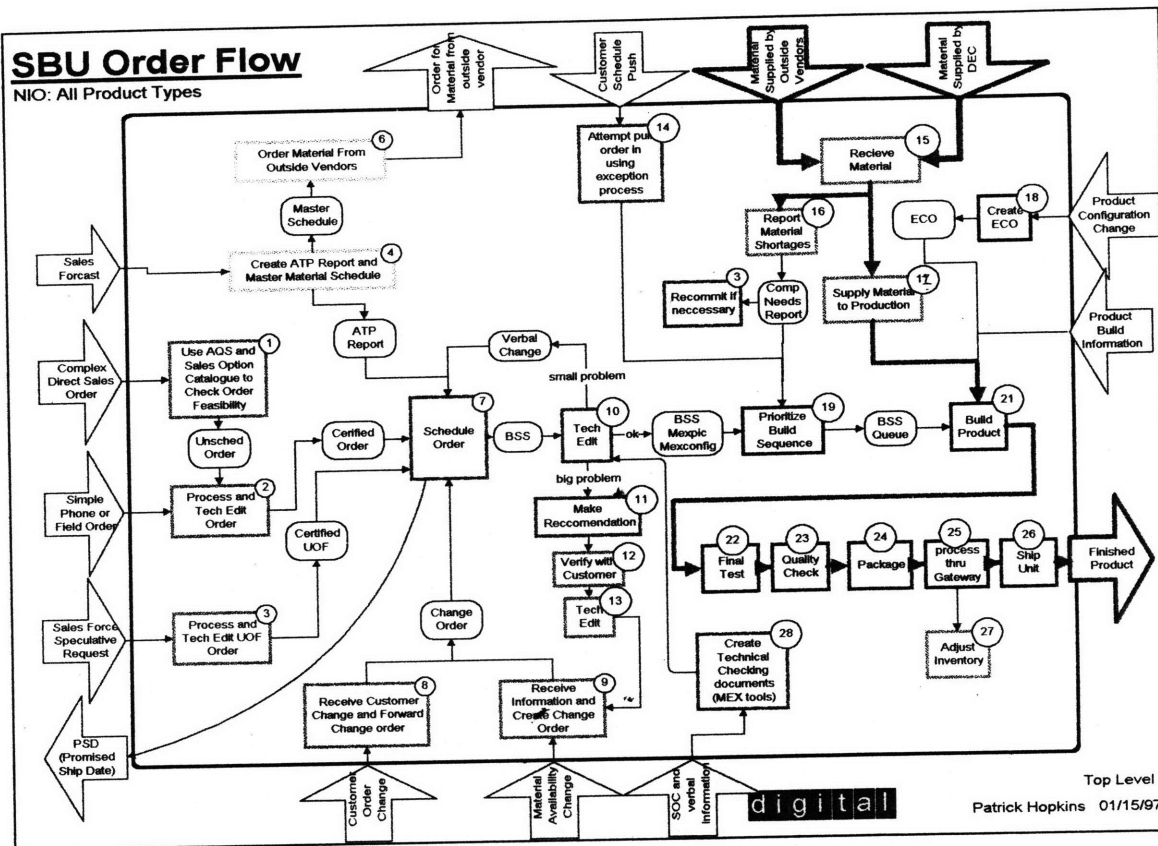 SBU Order Flow
NIO: All Product Types
Order for
Material from
outside
vendor
Customer
Schedule
Push
Material
Supplied by
Outside
Vendors
Material
Supplied by
DEC
6
Order Material From
Outside Vendors
14
Attempt pull
order in
using
exception
process
15
Recieve
Material
Master
Schedule
16
Report
Material
Shortages
ECO
18
Create
ECO
Product
Configuration
Change
Sales
Forcast
4
Create ATP Report and
Master Material Schedule
3
Recommit if
neccessary
Comp
Needs
Report
17
Supply Material
to Production
ATP
Report
Verbal
Change
small problem
Product
Build
Information
Complex
Direct Sales
Order
1
Use AQS and
Sales Option
Catalogue to
Check Order
Feasibility
7
Schedule
Order
BSS
10
Tech
Edit
ok
BSS
Mexpic
Mexconfig
19
Prioritize
Build
Sequence
BSS
Queue
21
Build
Product
Unsched
Order
Cerified
Order
big problem
Simple
Phone or
Field Order
2
Process and
Tech Edit
Order
11
Make
Reccomendation
Certified
UOF
12
Verify with
Customer
13
Tech
Edit
22
Final
Test
23
Quality
Check
24
Package
25
process
thru
Gateway
26
Ship
Unit
Finished
Product
Sales Force
Speculative
Request
3
Process and
Tech Edit UOF
Order
Change
Order
28
Create
Technical
Checking
documents
(MEX tools)
27
Adjust
Inventory
8
Receive Customer
Change and Forward
Change order
9
Receive
Information and
Create Change
Order
PSD
(Promised
Ship Date)
Customer
Order
Change
Material
Availability
Change
SOC and
verbal
Information
digital
Top Level
Patrick Hopkins 01/15/97